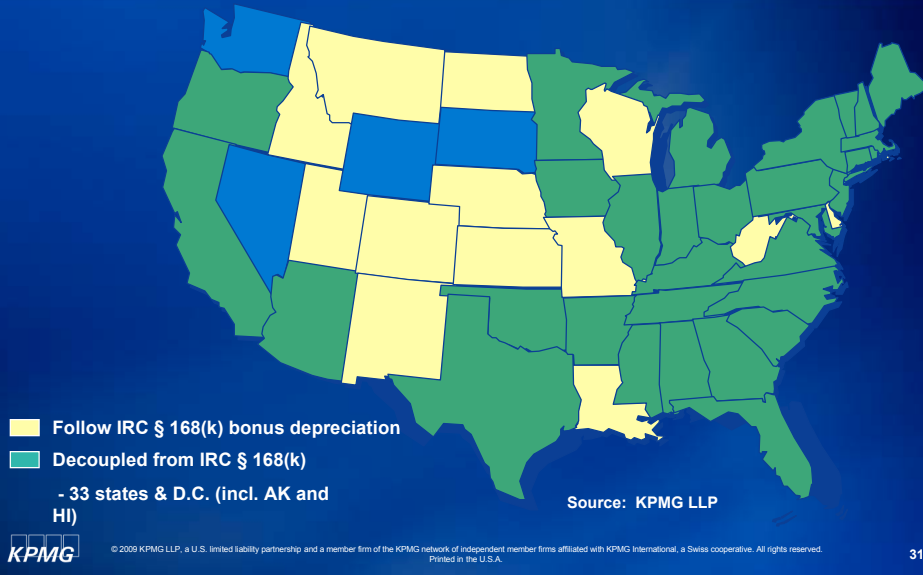 Follow IRC § 168(k) bonus depreciation
Decoupled from IRC § 168(k)
- 33 states & D.C. (incl. AK and
HI)
Source: KPMG LLP
KPMG
© 2009 KPMG LLP, a U.S. limited liability partnership and a member firm of the KPMG network of independent member firms affiliated with KPMG International, a Swiss cooperative. All rights reserved.
Printed in the U.S.A.
31